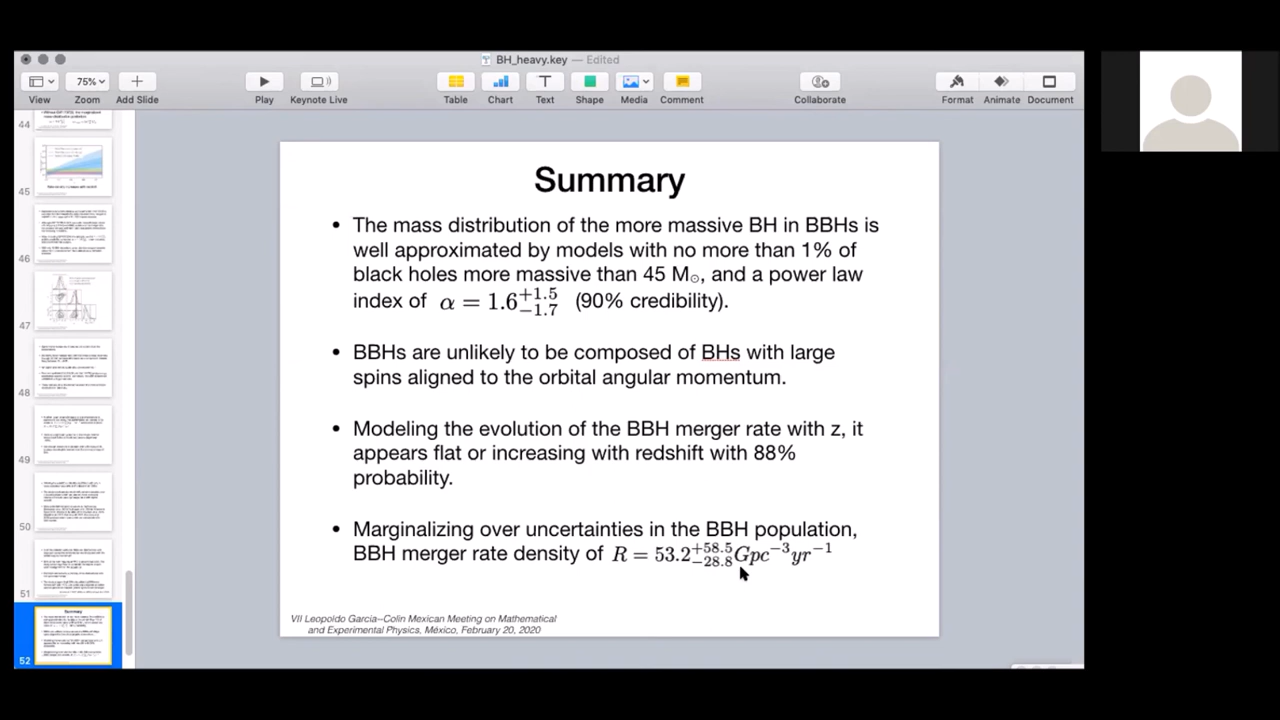 BH_heavy.key — Edited
75%
View
Zoom
Add Slide
Play
Keynote Live
Table
Chart
Text
Shape
Media
Comment
Collaborate
Format
Animate
Document
44
45
46
47
48
49
50
51
Summary
52
Summary
• The mass distribution of the more massive BH in BBHs is
well approximated by models with no more than 1% of
black holes more massive than 45 M⊙, and a power law
index of α = 1.6+1.5−1.7 (90% credibility).
• BBHs are unlikely to be composed of BHs with large
spins aligned to the orbital angular momentum.
• Modeling the evolution of the BBH merger rate with z, it
appears flat or increasing with redshift with 88%
probability.
• Marginalizing over uncertainties in the BBH population,
BBH merger rate density of R = 53.2+58.5−28.8 Gpc−3yr−1
VII Leopoldo Garcia--Colin Mexican Meeting on Mathematical
and Experimental Physics, México, February 20, 2020